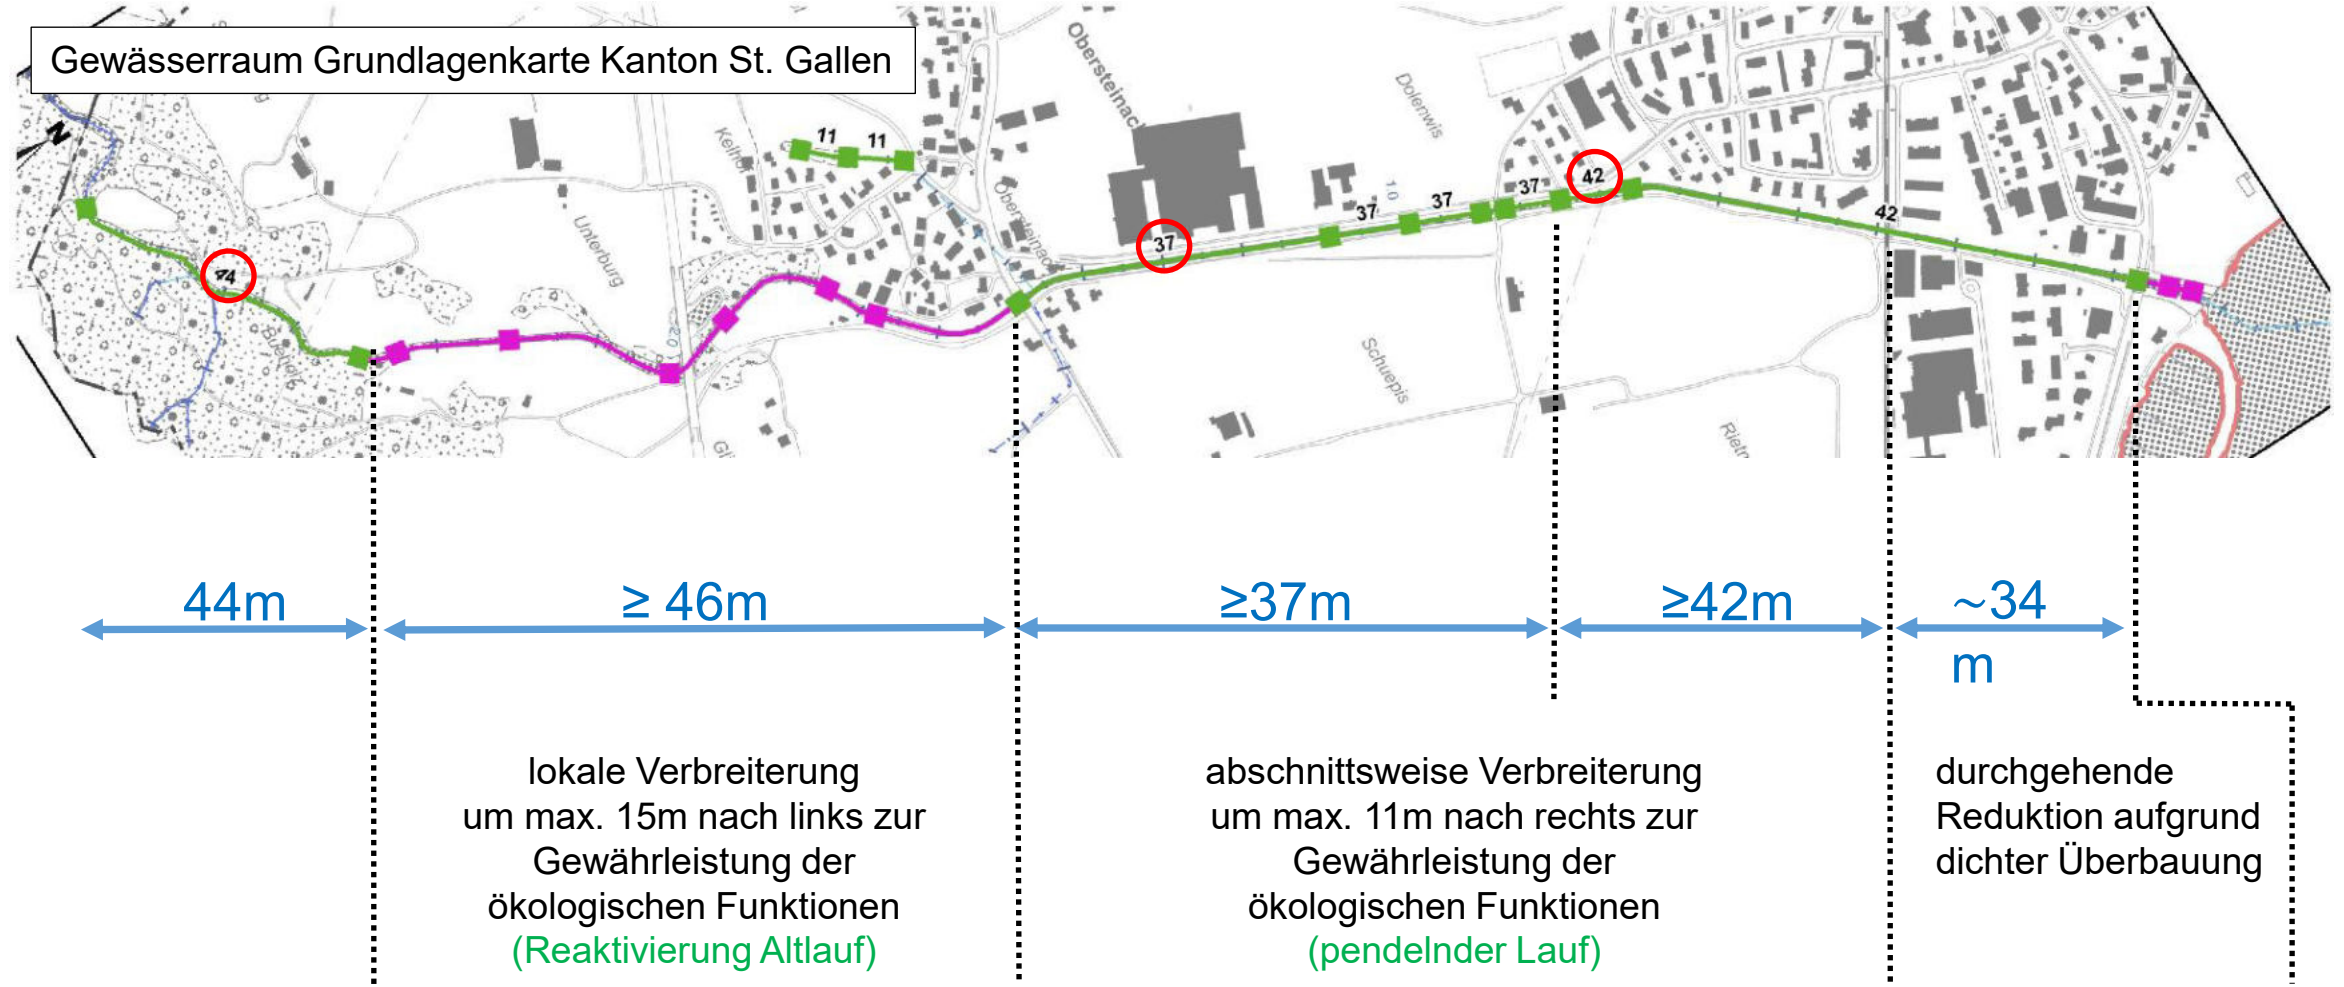 Gewässerraum Grundlagenkarte Kanton St. Gallen
N
Obersteinach
Dolenwis
11
11
Unterburg
Obersteinach
10
37
37
37
37
42
42
20
Schuepis
44m
≥ 46m
≥37m
≥42m
~34
m
lokale Verbreiterung
um max. 15m nach links zur
Gewährleistung der
ökologischen Funktionen
(Reaktivierung Altlauf)
abschnittsweise Verbreiterung
um max. 11m nach rechts zur
Gewährleistung der
ökologischen Funktionen
(pendelnder Lauf)
durchgehende
Reduktion aufgrund
dichter Überbauung